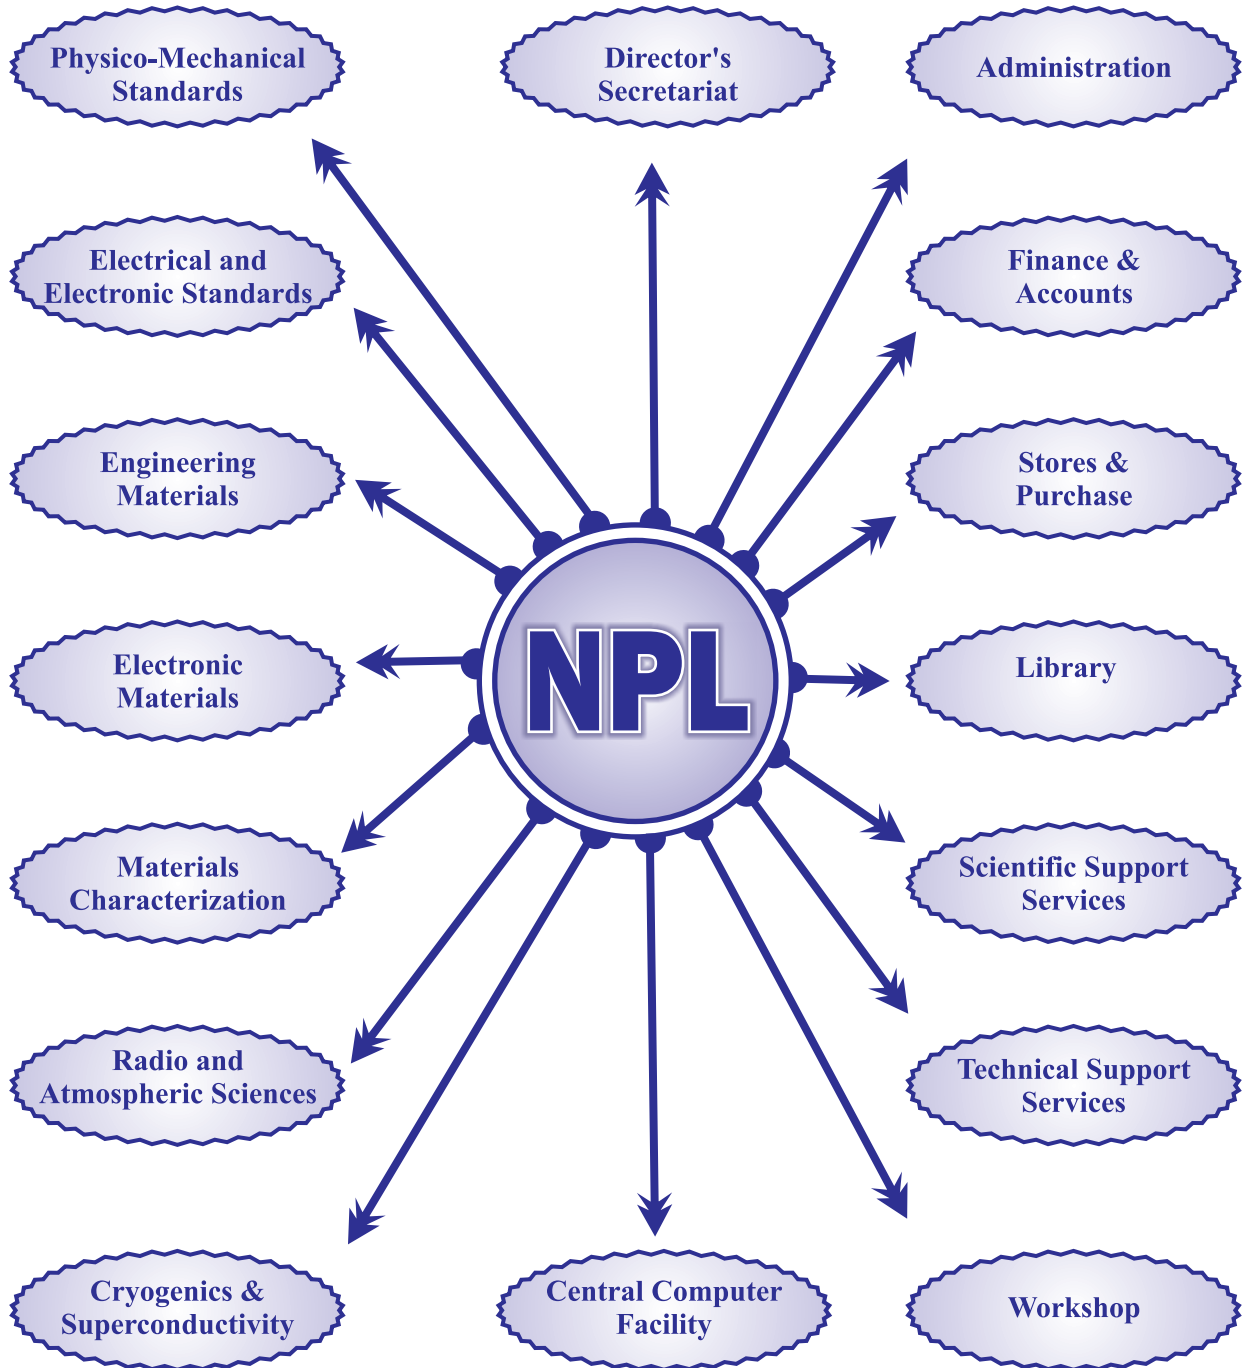 Physico-Mechanical
Standards
Director's
Secretariat
Administration
Electrical and
Electronic Standards
Finance &
Accounts
Engineering
Materials
Stores &
Purchase
Electronic
Materials
NPL
Library
Materials
Characterization
Scientific Support
Services
Radio and
Atmospheric Sciences
Technical Support
Services
Cryogenics &
Superconductivity
Central Computer
Facility
Workshop